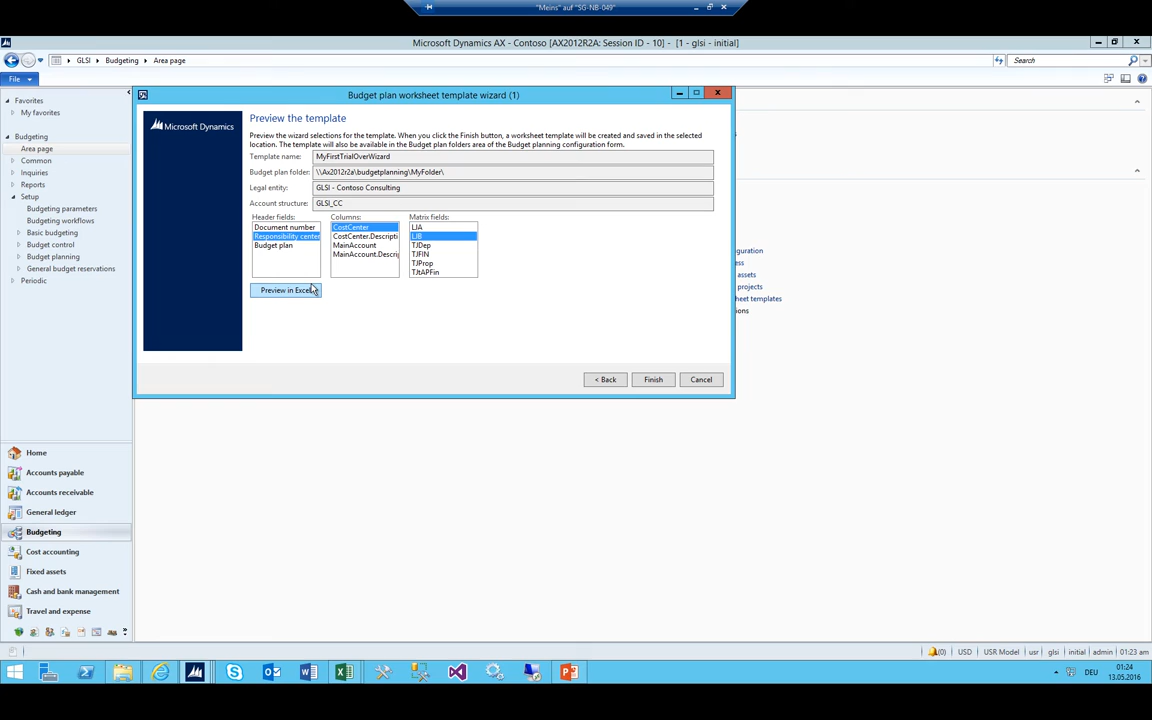 "Meins" auf "SG-NB-049"
Microsoft Dynamics AX - Contoso [AX2012R2A: Session ID - 10] - [1 - glsi - initial]
GLSI
Budgeting
Area page
Search
File
Favorites
My favorites
Budgeting
Area page
Common
Inquiries
Reports
Setup
Budgeting parameters
Budgeting workflows
Basic budgeting
Budget control
Budget planning
General budget reservations
Periodic
Budget plan worksheet template wizard (1)
Microsoft Dynamics
Preview the template
Preview the wizard selections for the template. When you click the Finish button, a worksheet template will be created and saved in the selected
location. The template will also be available in the Budget plan folders area of the Budget planning configuration form.
Template name: MyFirstTrialOverWizard
Budget plan folder: \\Ax2012r2a\budgetplanning\MyFolder\
Legal entity: GLSI - Contoso Consulting
Account structure: GLSI_CC
Header fields: Columns: Matrix fields:
Document number CostCenter LIA
Responsibility center CostCenter.Descripti LIB
Budget plan MainAccount TJDep
MainAccount.Descrip TJFIN
TJProp
TJtAPFin
Preview in Excel
< Back Finish Cancel
iguration
ess
assets
projects
sheet templates
ions
Home
Accounts payable
Accounts receivable
General ledger
Budgeting
Cost accounting
Fixed assets
Cash and bank management
Travel and expense
(0) USD USR Model usr glsi initial admin 01:23 am
DEU
01:24
13.05.2016